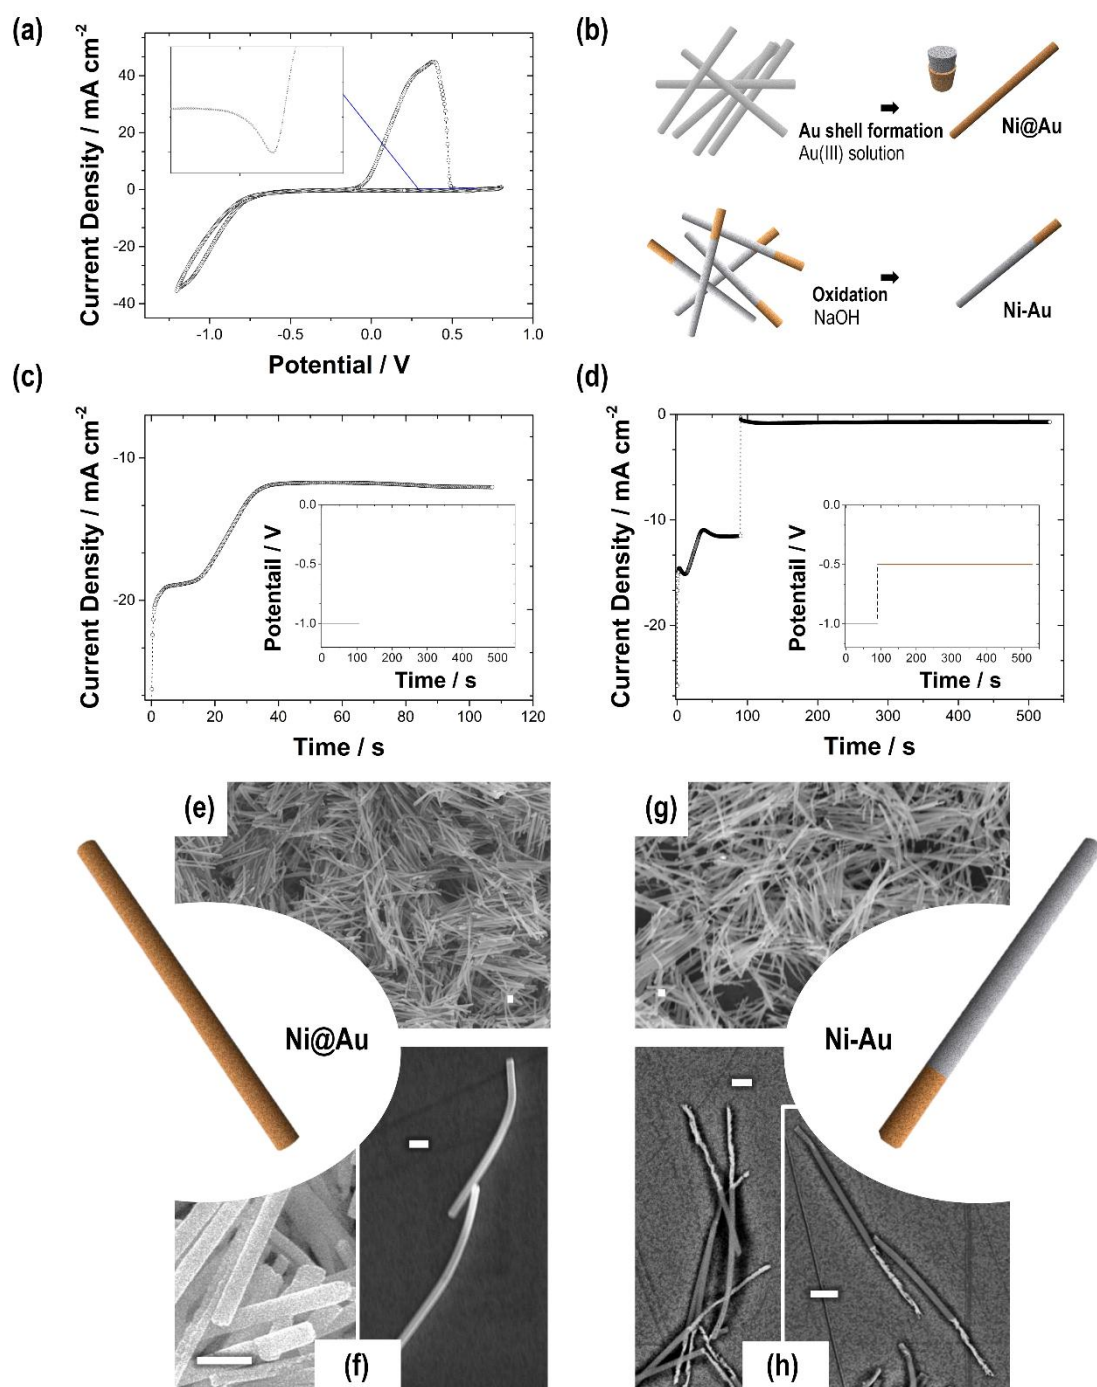 (a)
Current Density / mA cm-2
40
20
0
-20
-40
-1.0
-0.5
0.0
0.5
1.0
Potential / V
(b)
Au shell formation
Au(III) solution
Ni@Au
Oxidation
NaOH
Ni-Au
(c)
Current Density / mA cm-2
-10
-20
0
20
40
60
80
100
120
Time / s
Potential / V
0.0
-0.5
-1.0
0
100
200
300
400
500
Time / s
(d)
Current Density / mA cm-2
0
-10
-20
0
100
200
300
400
500
Time / s
Potentail / V
0.0
-0.5
-1.0
0
100
200
300
400
500
Time / s
(e)
Ni@Au
(f)
(g)
Ni-Au
(h)